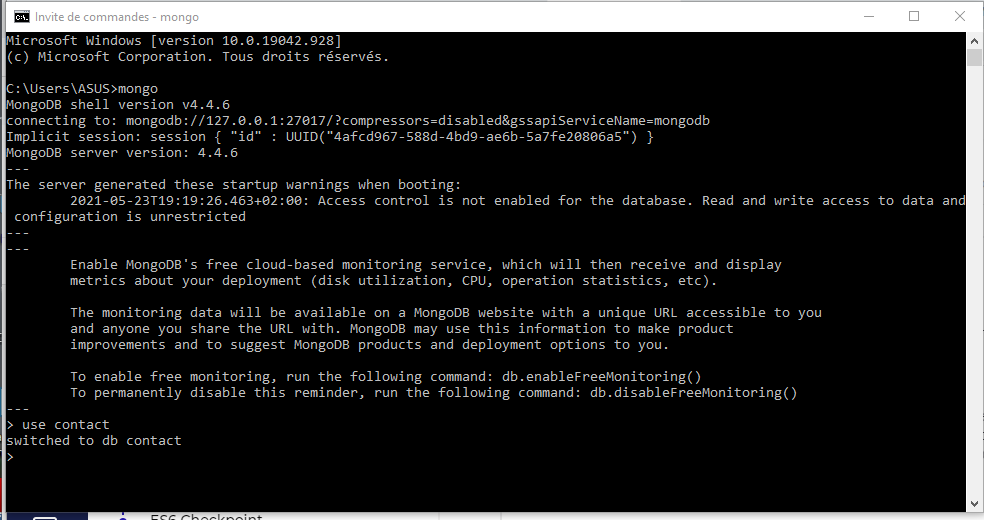 Invite de commandes - mongo
Microsoft Windows [version 10.0.19042.928]
(c) Microsoft Corporation. Tous droits réservés.
C:\Users\ASUS>mongo
MongoDB shell version v4.4.6
connecting to: mongodb://127.0.0.1:27017/?compressors=disabled&gssapiServiceName=mongodb
Implicit session: session { "id" : UUID("4afcd967-588d-4bd9-ae6b-5a7fe20806a5") }
MongoDB server version: 4.4.6
---
The server generated these startup warnings when booting:
2021-05-23T19:19:26.463+02:00: Access control is not enabled for the database. Read and write access to data and
configuration is unrestricted
---
---
Enable MongoDB's free cloud-based monitoring service, which will then receive and display
metrics about your deployment (disk utilization, CPU, operation statistics, etc).
The monitoring data will be available on a MongoDB website with a unique URL accessible to you
and anyone you share the URL with. MongoDB may use this information to make product
improvements and to suggest MongoDB products and deployment options to you.
To enable free monitoring, run the following command: db.enableFreeMonitoring()
To permanently disable this reminder, run the following command: db.disableFreeMonitoring()
---
> use contact
switched to db contact
>
ES6 Checkpoint